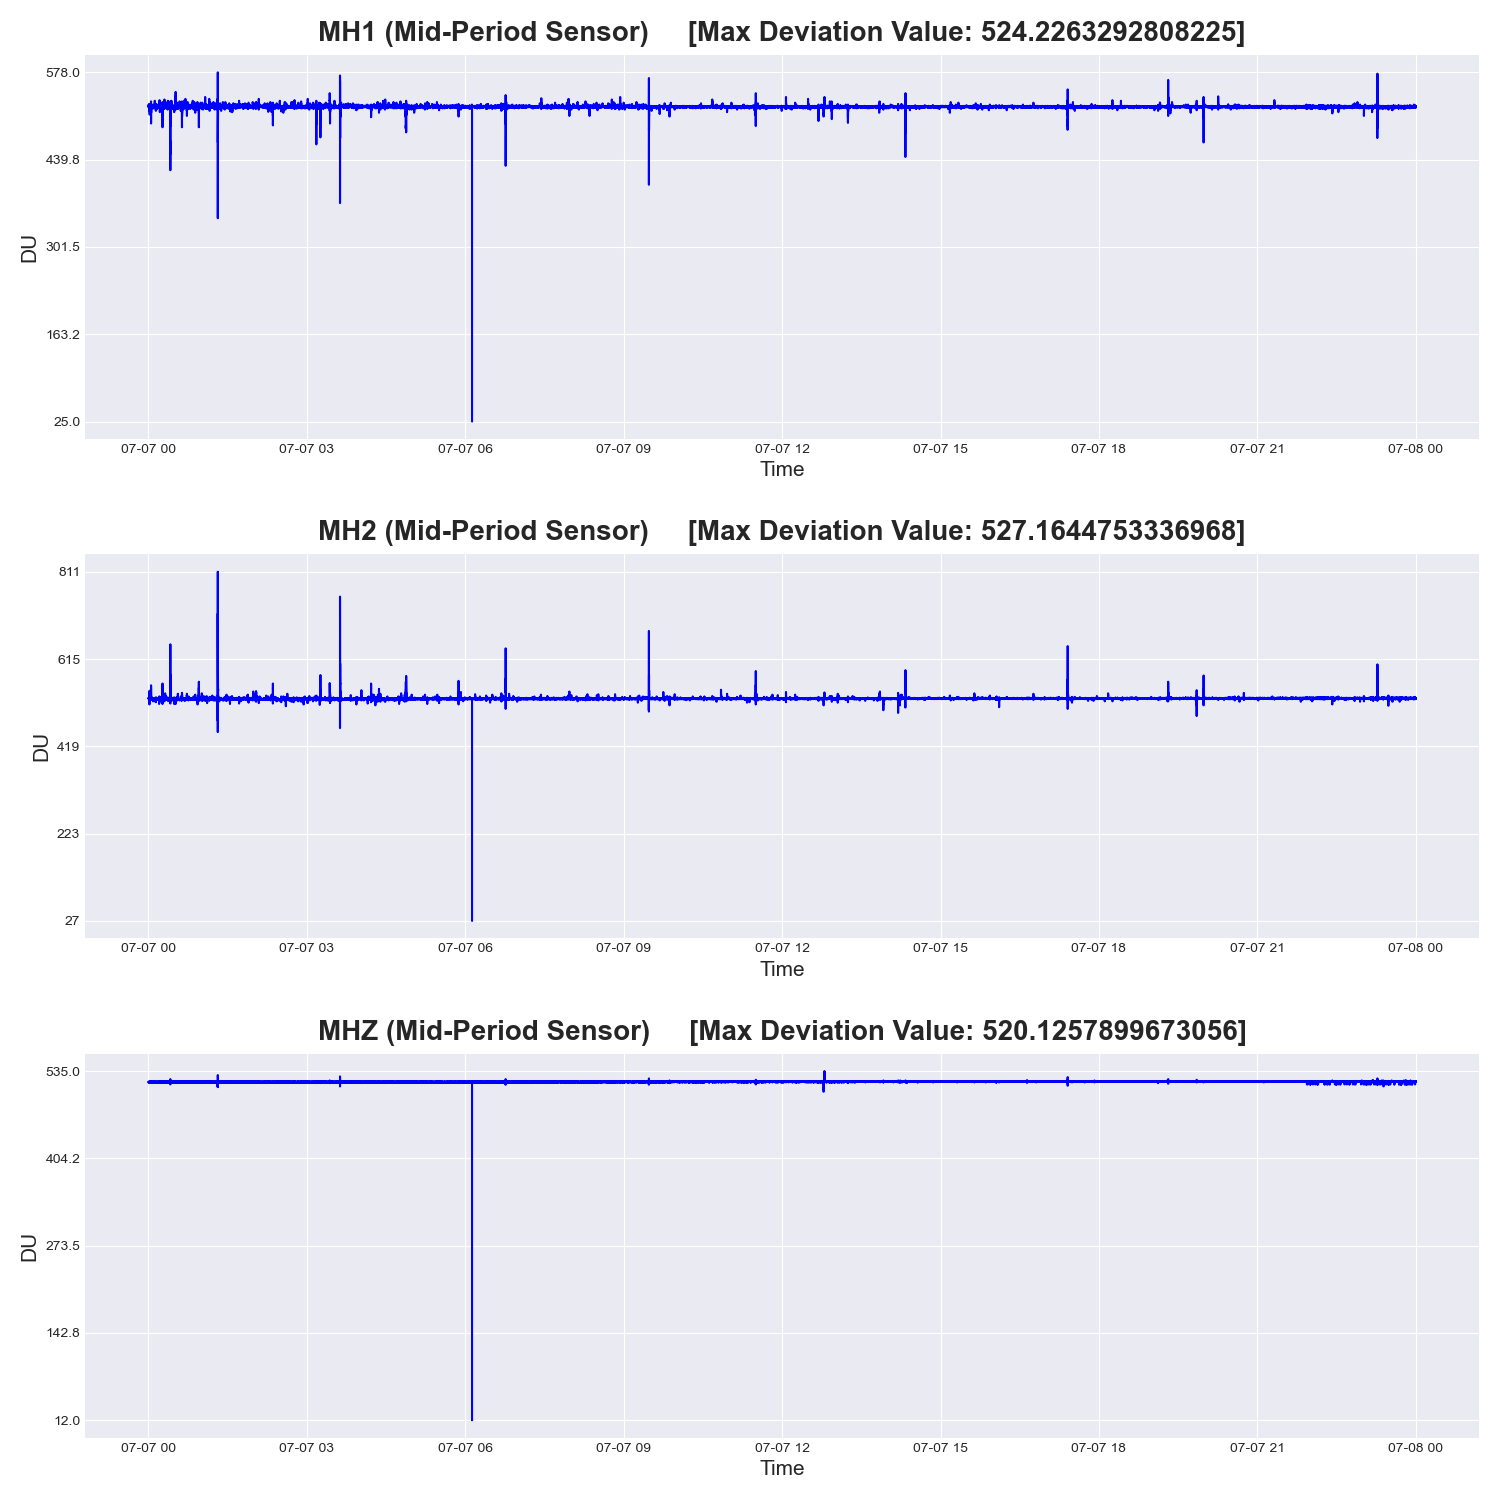 MH1 (Mid-Period Sensor) [Max Deviation Value: 524.2263292808225]
578.0
439.8
301.5
163.2
25.0
DU
07-07 00 07-07 03 07-07 06 07-07 09 07-07 12 07-07 15 07-07 18 07-07 21 07-08 00
Time
MH2 (Mid-Period Sensor) [Max Deviation Value: 527.1644753336968]
811
615
419
223
27
DU
07-07 00 07-07 03 07-07 06 07-07 09 07-07 12 07-07 15 07-07 18 07-07 21 07-08 00
Time
MHZ (Mid-Period Sensor) [Max Deviation Value: 520.1257899673056]
535.0
404.2
273.5
142.8
12.0
DU
07-07 00 07-07 03 07-07 06 07-07 09 07-07 12 07-07 15 07-07 18 07-07 21 07-08 00
Time